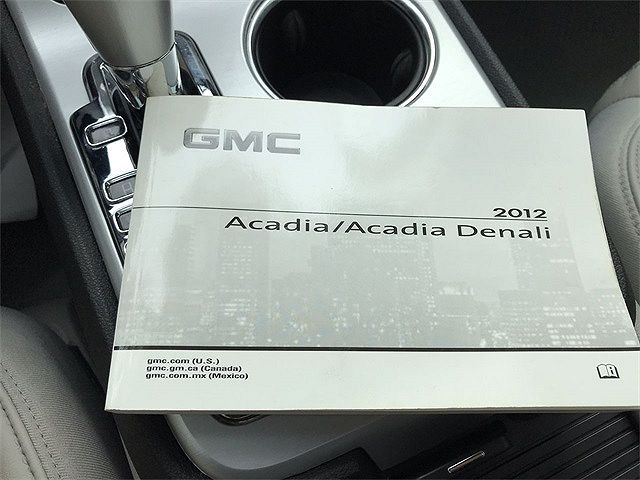 GMC
2012
Acadia/Acadia Denali
gmc.com (U.S.)
gmc.gm.ca (Canada)
gmc.com.mx (Mexico)